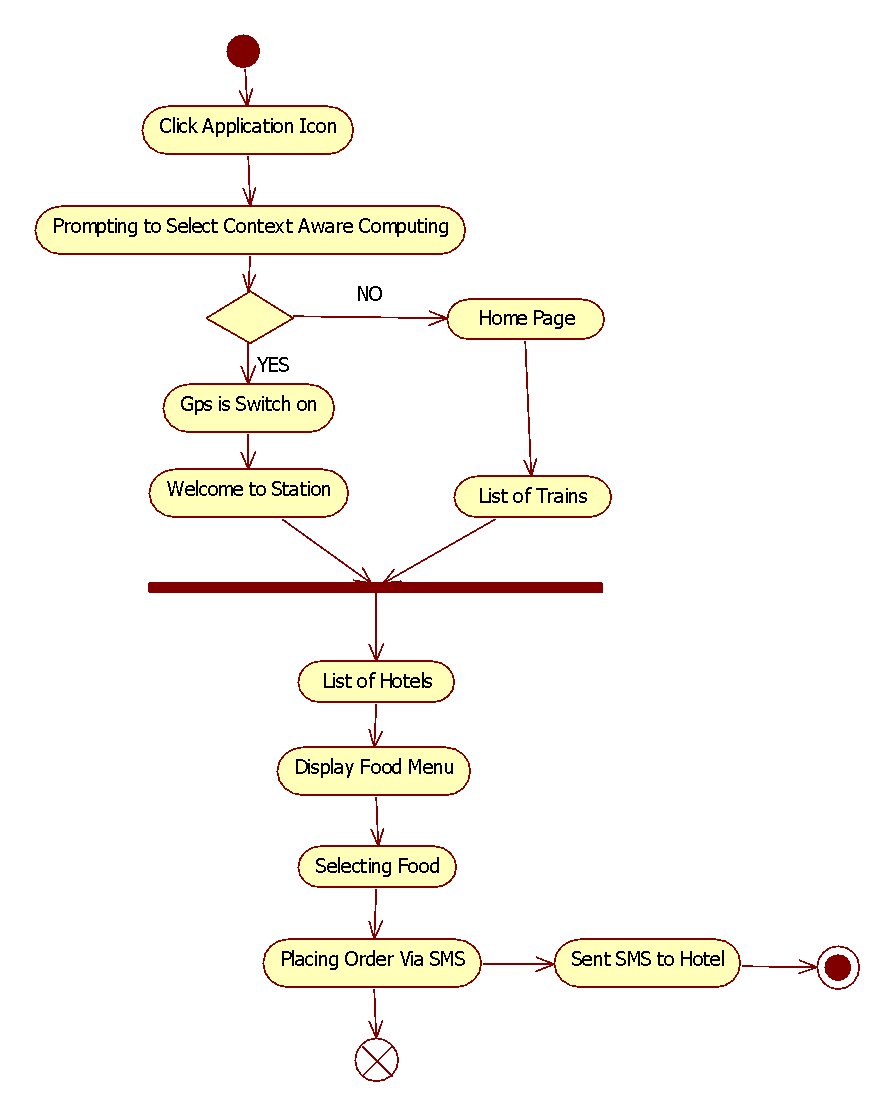 Click Application Icon
Prompting to Select Context Aware Computing
NO
Home Page
YES
Gps is Switch on
Welcome to Station
List of Trains
List of Hotels
Display Food Menu
Selecting Food
Placing Order Via SMS
Sent SMS to Hotel